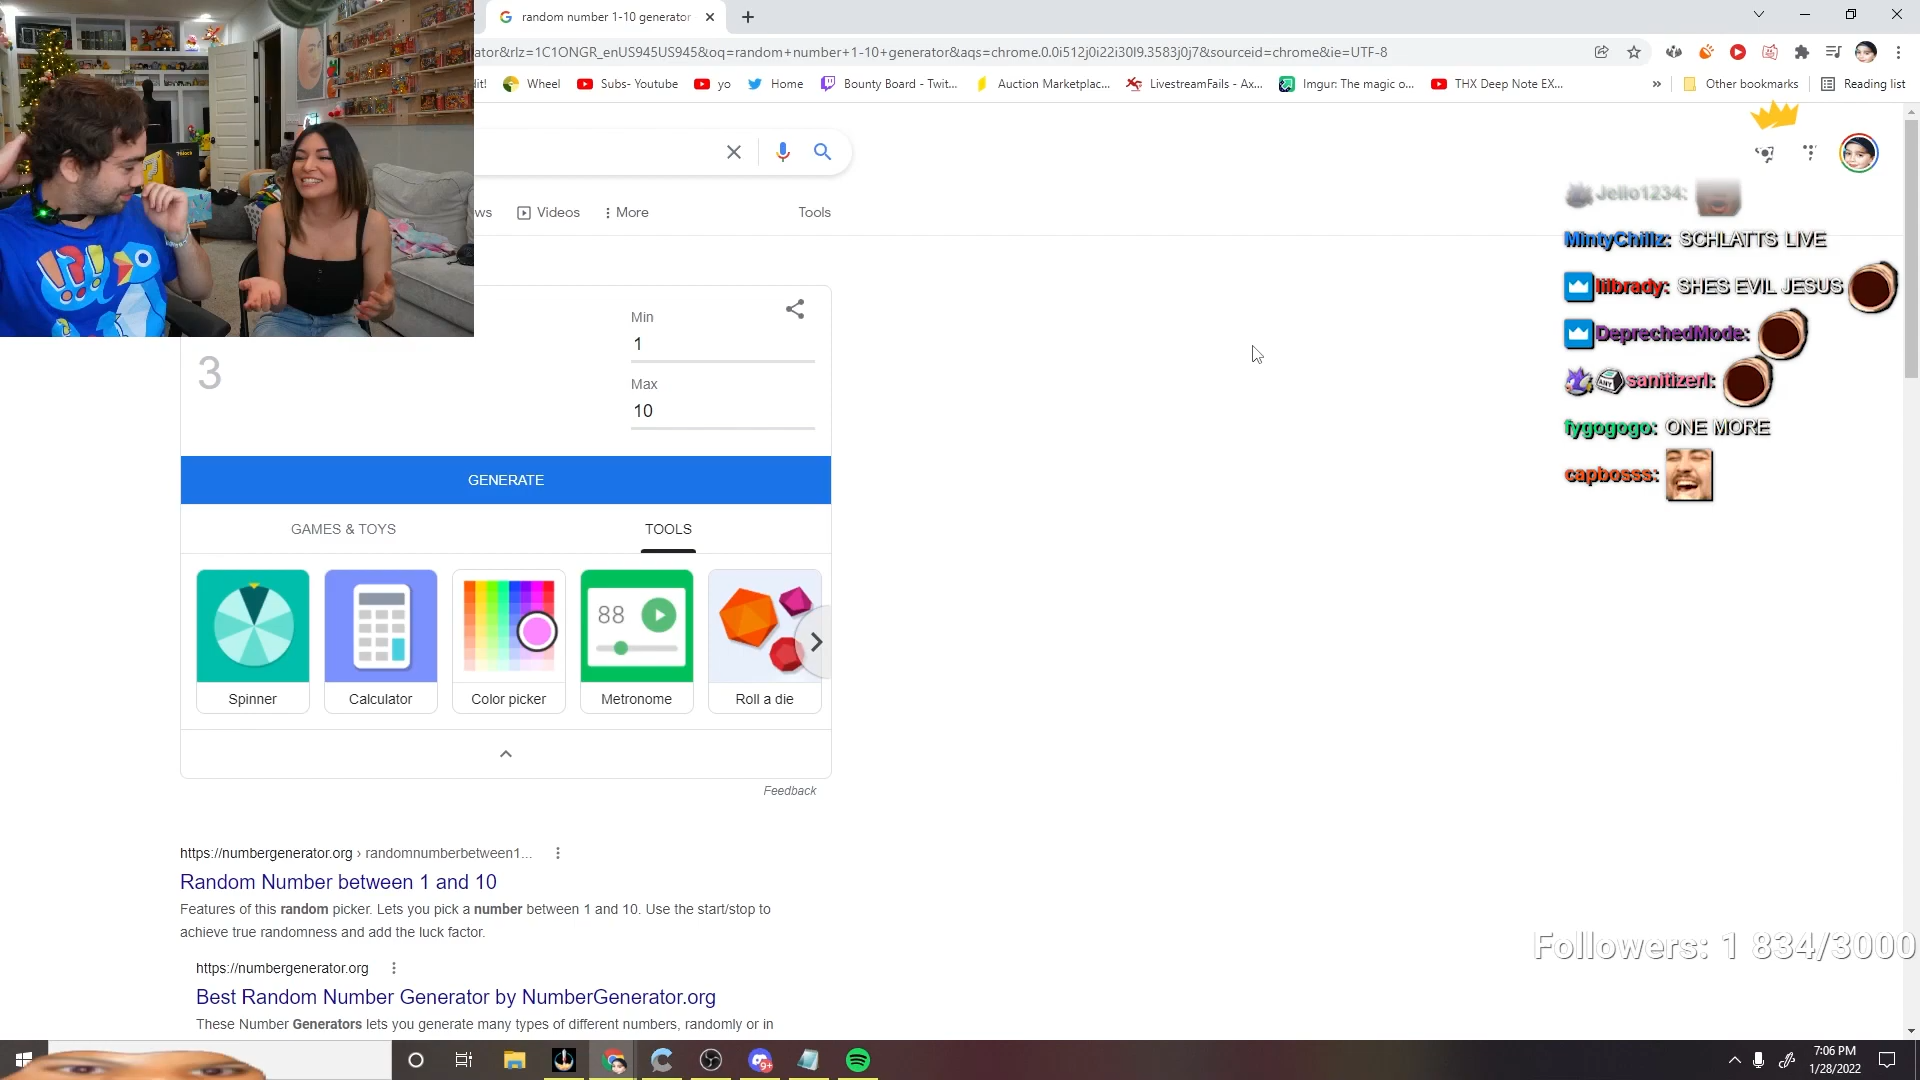 random number 1-10 generator
ator&rlz=1C1ONGR_enUS945US945&oq=random+number+1-10+generator&aqs=chrome.0.0i512j0i22i30l9.3583j0j7&sourceid=chrome&ie=UTF-8
dit!
Wheel
Subs- Youtube
yo
Home
Bounty Board - Twit...
Auction Marketplac...
LivestreamFails - Ax...
Imgur: The magic o...
THX Deep Note EX...
»
Other bookmarks
Reading list
ws
Videos
More
Tools
Jello1234:
MintyChillz: SCHLATTS LIVE
lilbrady: SHES EVIL JESUS
DeprechedMode:
sanitizerl:
fygogogo: ONE MORE
capbosss:
3
Min
1
Max
10
GENERATE
GAMES & TOYS
TOOLS
88
Spinner
Calculator
Color picker
Metronome
Roll a die
Feedback
https://numbergenerator.org › randomnumberbetween1...
Random Number between 1 and 10
Features of this random picker. Lets you pick a number between 1 and 10. Use the start/stop to
achieve true randomness and add the luck factor.
https://numbergenerator.org
Best Random Number Generator by NumberGenerator.org
These Number Generators lets you generate many types of different numbers, randomly or in
Followers: 1 834/3000
7:06 PM
1/28/2022